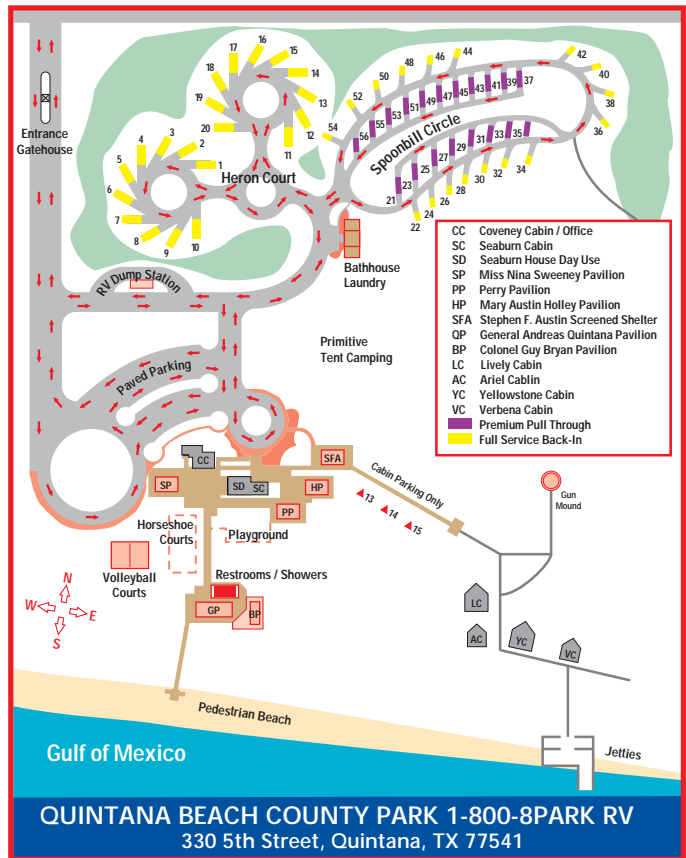 17
16
15
18
14
19
13
20
12
11
4
3
2
5
1
6
7
8
9
10
Entrance
Gatehouse
Heron Court
44
46
48
50
52
54
42
40
38
36
56
55
53
51
49
47
45
43
41
39
37
Spoonbill Circle
21
23
25
27
29
31
33
35
22
24
26
28
30
32
34
RV Dump Station
Bathhouse
Laundry
CC Coveney Cabin / Office
SC Seaburn Cabin
SD Seaburn House Day Use
SP Miss Nina Sweeney Pavilion
PP Perry Pavilion
HP Mary Austin Holley Pavilion
SFA Stephen F. Austin Screened Shelter
QP General Andreas Quintana Pavilion
BP Colonel Guy Bryan Pavilion
LC Lively Cabin
AC Ariel Cablin
YC Yellowstone Cabin
VC Verbena Cabin
Premium Pull Through
Full Service Back-In
Primitive
Tent Camping
Paved Parking
CC
SFA
SP
SD
SC
HP
PP
Cabin Parking Only
13
14
15
Gun
Mound
Horseshoe
Courts
Playground
Volleyball
Courts
Restrooms / Showers
GP
BP
N
W
E
S
LC
AC
YC
VC
Pedestrian Beach
Jetties
Gulf of Mexico
QUINTANA BEACH COUNTY PARK 1-800-8PARK RV
330 5th Street, Quintana, TX 77541